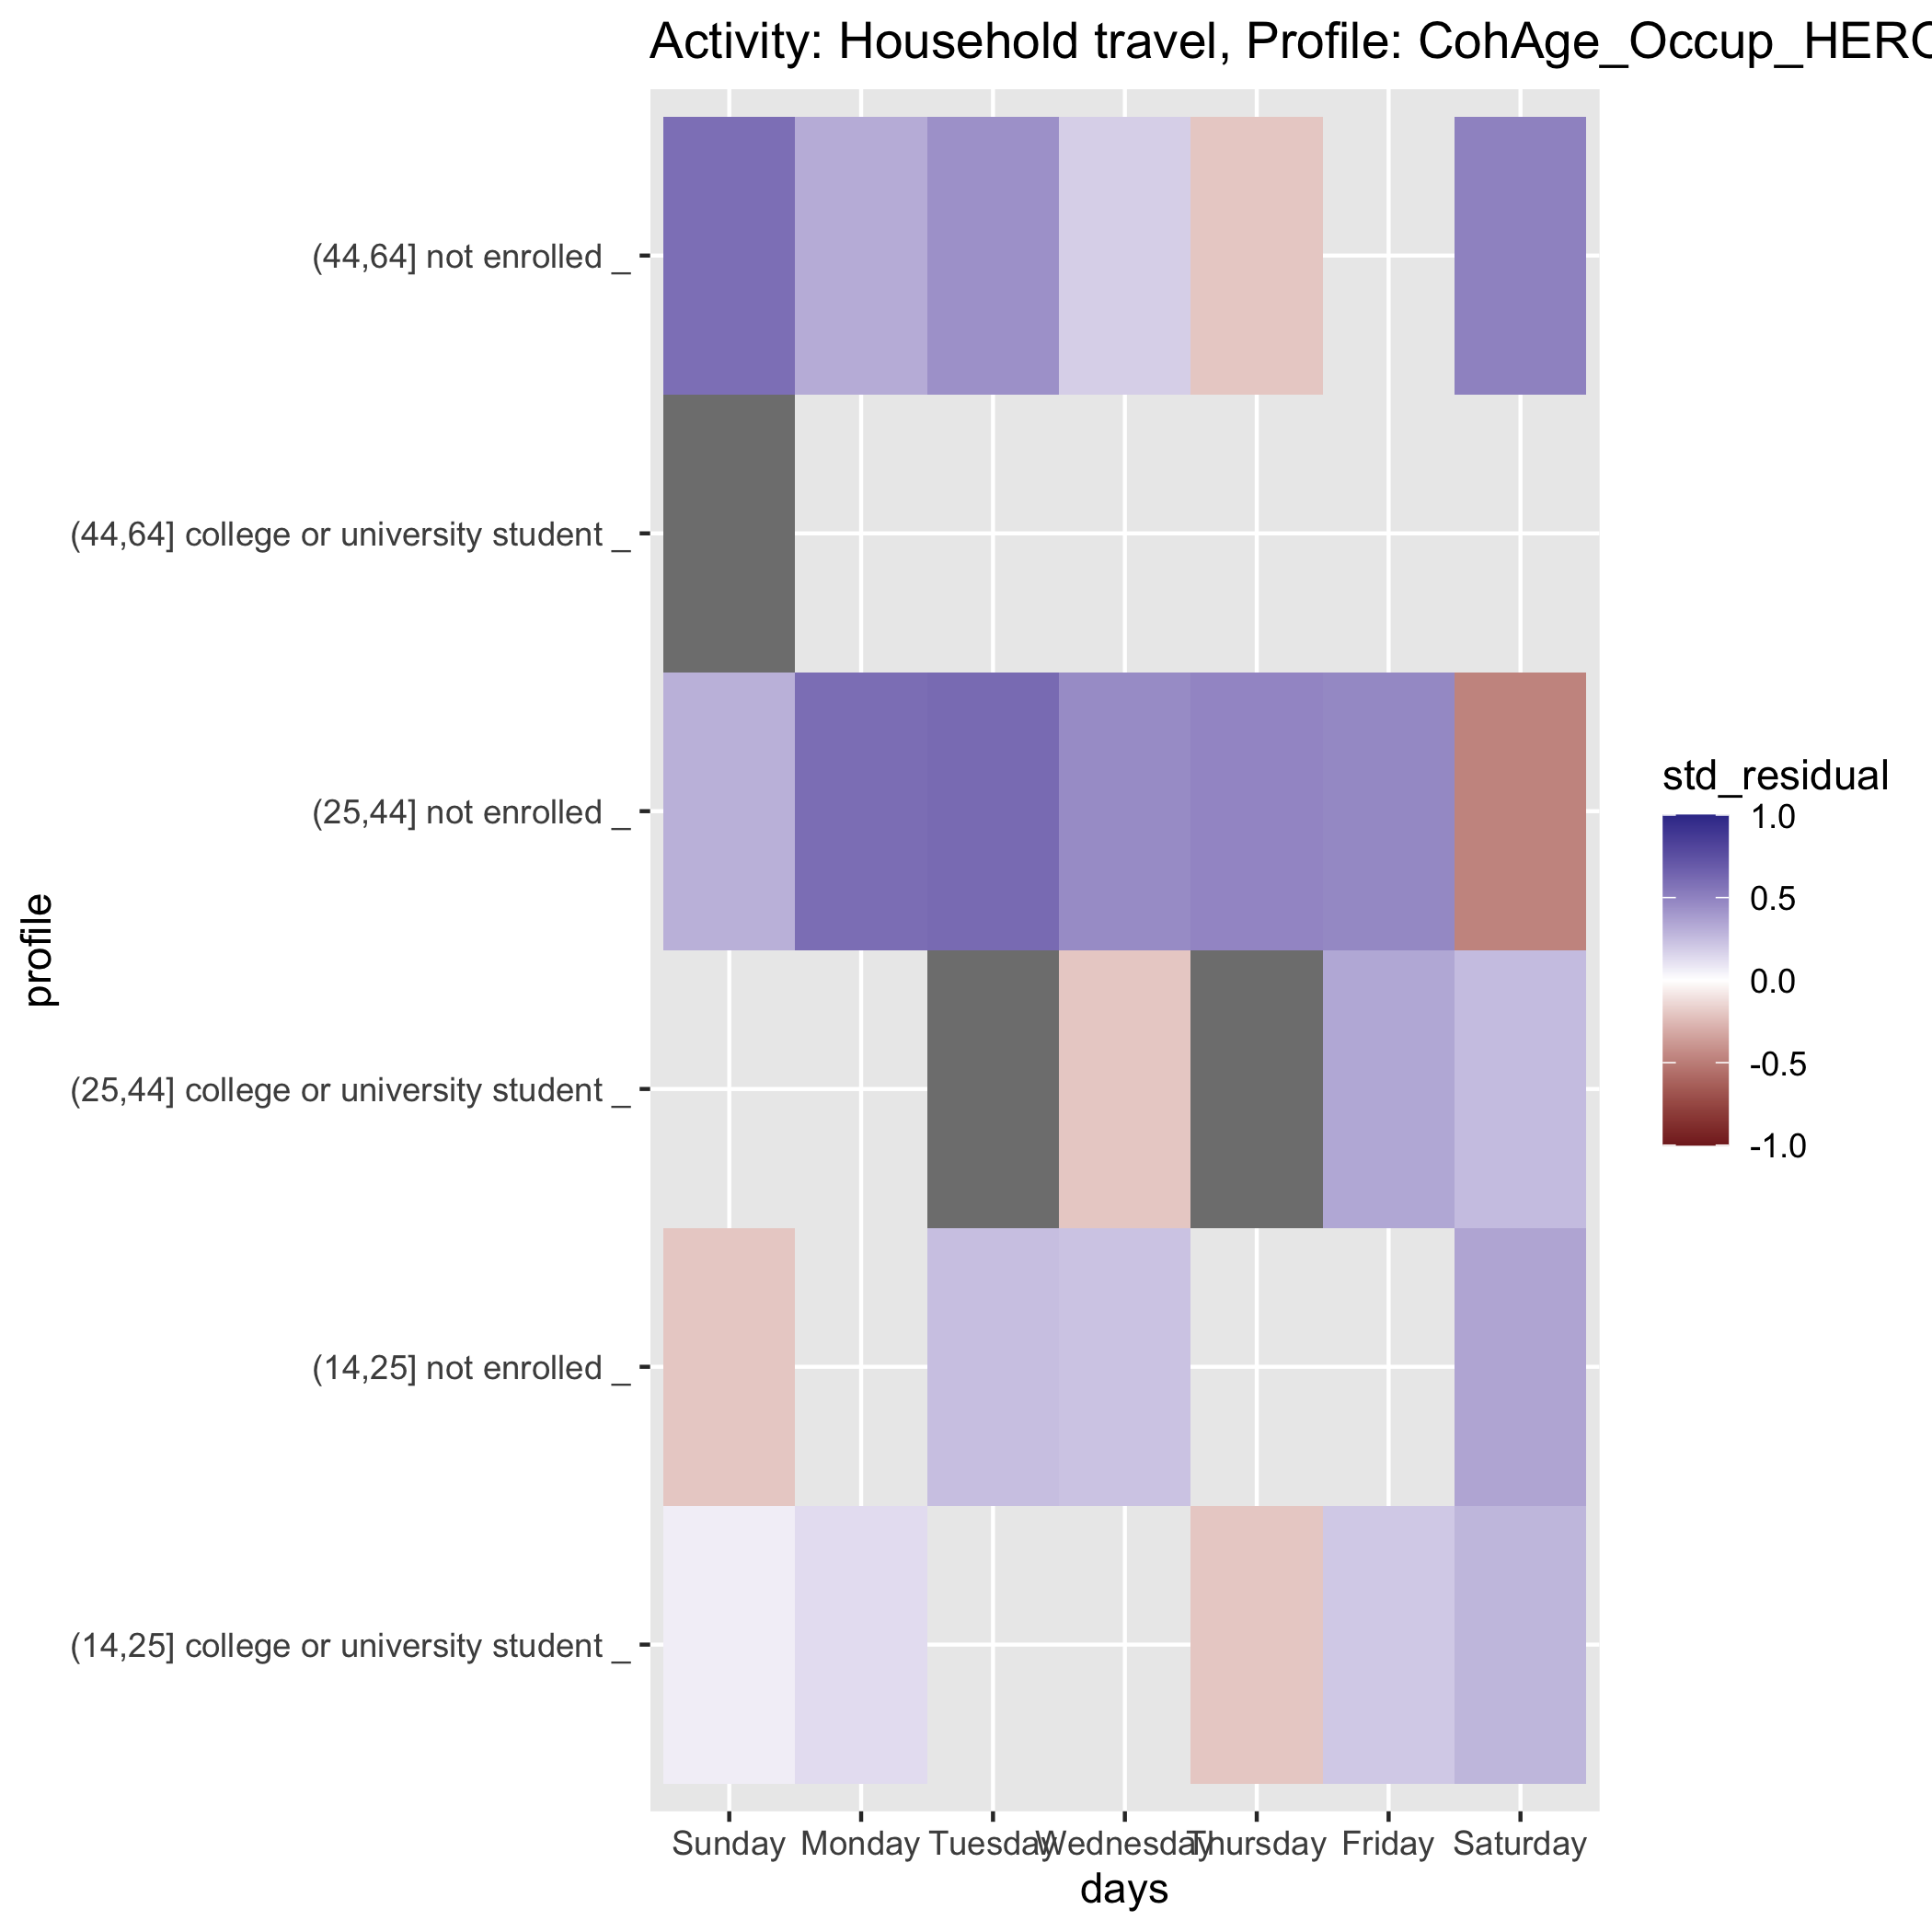 Activity: Household travel, Profile: CohAge_Occup_HERC
(44,64] not enrolled _
(44,64] college or university student _
(25,44] not enrolled _
(25,44] college or university student _
(14,25] not enrolled _
(14,25] college or university student _
profile
Sunday Monday Tuesday Wednesday Thursday Friday Saturday
days
std_residual
1.0
0.5
0.0
-0.5
-1.0